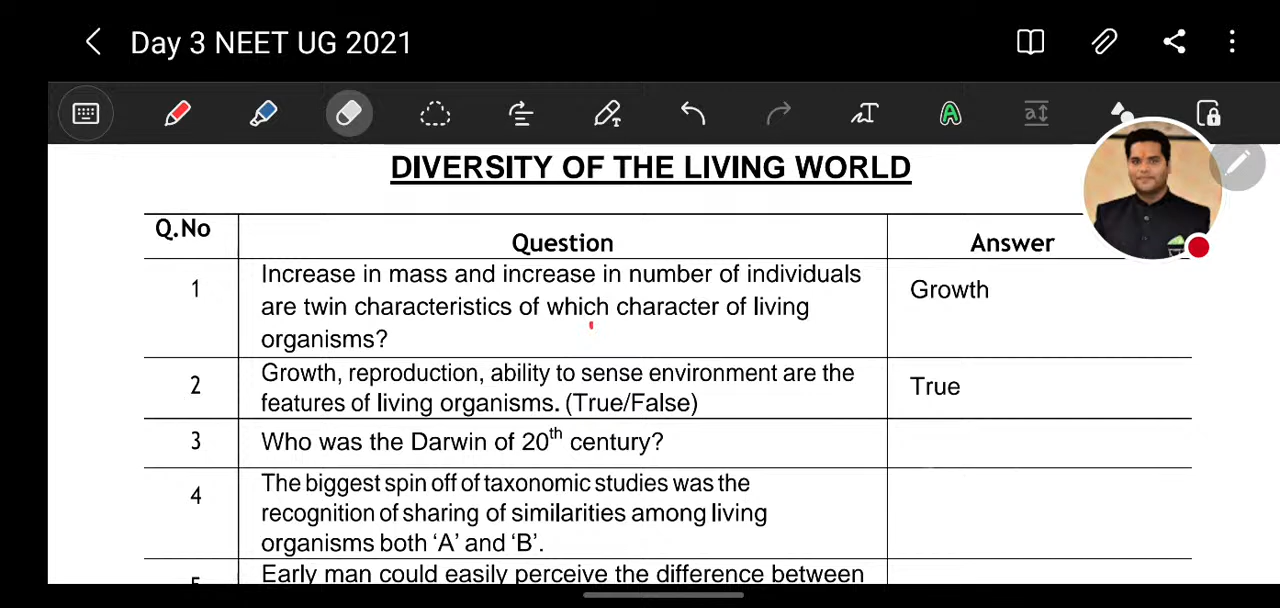 Day 3 NEET UG 2021
DIVERSITY OF THE LIVING WORLD
Q.No Question Answer
1 Increase in mass and increase in number of individuals are twin characteristics of which character of living organisms? Growth
2 Growth, reproduction, ability to sense environment are the features of living organisms. (True/False) True
3 Who was the Darwin of 20th century?
4 The biggest spin off of taxonomic studies was the recognition of sharing of similarities among living organisms both ‘A’ and ‘B’.
5 Early man could easily perceive the difference between